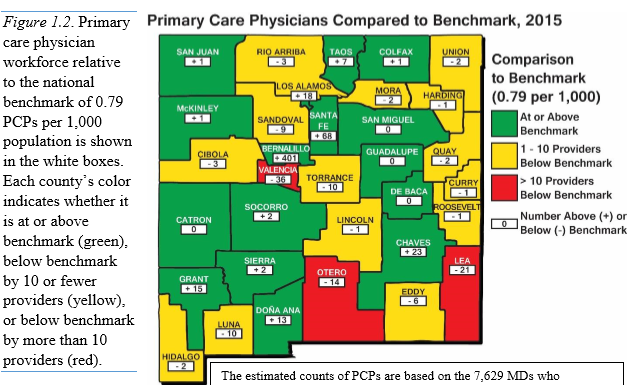 Figure 1.2. Primary
care physician
workforce relative
to the national
benchmark of 0.79
PCPs per 1,000
population is shown
in the white boxes.
Each county’s color
indicates whether it
is at or above
benchmark (green),
below benchmark
by 10 or fewer
providers (yellow),
or below benchmark
by more than 10
providers (red).
Primary Care Physicians Compared to Benchmark, 2015
SAN JUAN
+ 1
RIO ARRIBA
- 3
TAOS
+ 7
COLFAX
+ 1
UNION
- 2
LOS ALAMOS
+ 18
MORA
- 2
HARDING
- 1
McKINLEY
+ 1
SANDOVAL
- 9
SANTA
FE
+ 68
SAN MIGUEL
0
CIBOLA
- 3
BERNALILLO
+ 401
VALENCIA
- 36
TORRANCE
- 10
GUADALUPE
0
QUAY
- 2
CURRY
- 1
DE BACA
0
ROOSEVELT
- 1
CATRON
0
SOCORRO
+ 2
LINCOLN
- 1
CHAVES
+ 23
LEA
- 21
SIERRA
+ 2
OTERO
- 14
GRANT
+ 15
EDDY
- 6
DOÑA ANA
+ 13
LUNA
- 10
HIDALGO
- 2
Comparison
to Benchmark
(0.79 per 1,000)
At or Above
Benchmark
1 - 10 Providers
Below Benchmark
> 10 Providers
Below Benchmark
0
Number Above (+) or
Below (-) Benchmark
The estimated counts of PCPs are based on the 7,629 MDs who